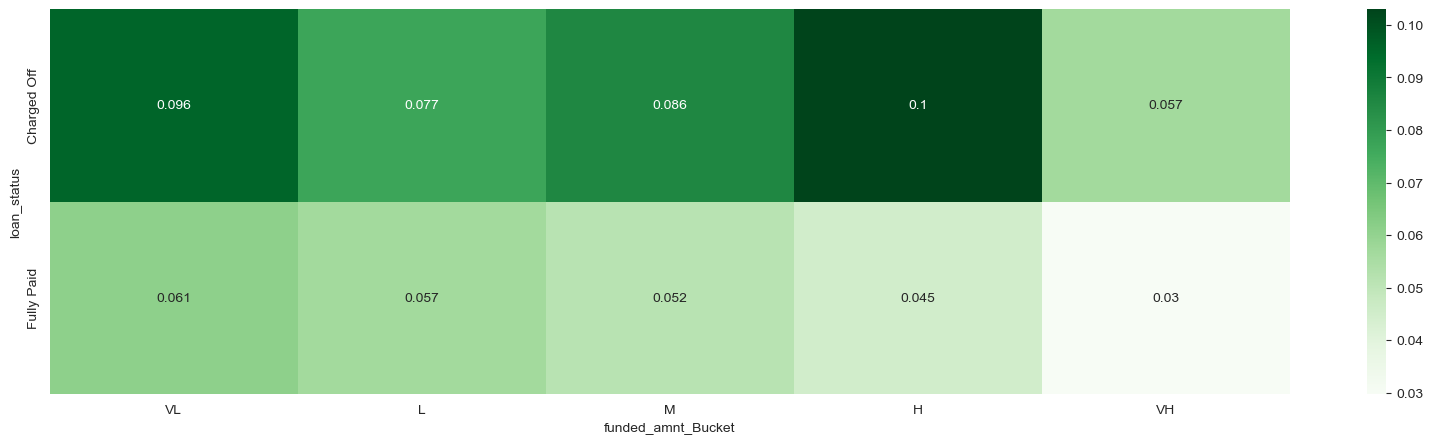 Charged Off
0.096 0.077 0.086 0.1 0.057
loan_status
Fully Paid
0.061 0.057 0.052 0.045 0.03
VL L M H VH
funded_amnt_Bucket
0.10
0.09
0.08
0.07
0.06
0.05
0.04
0.03